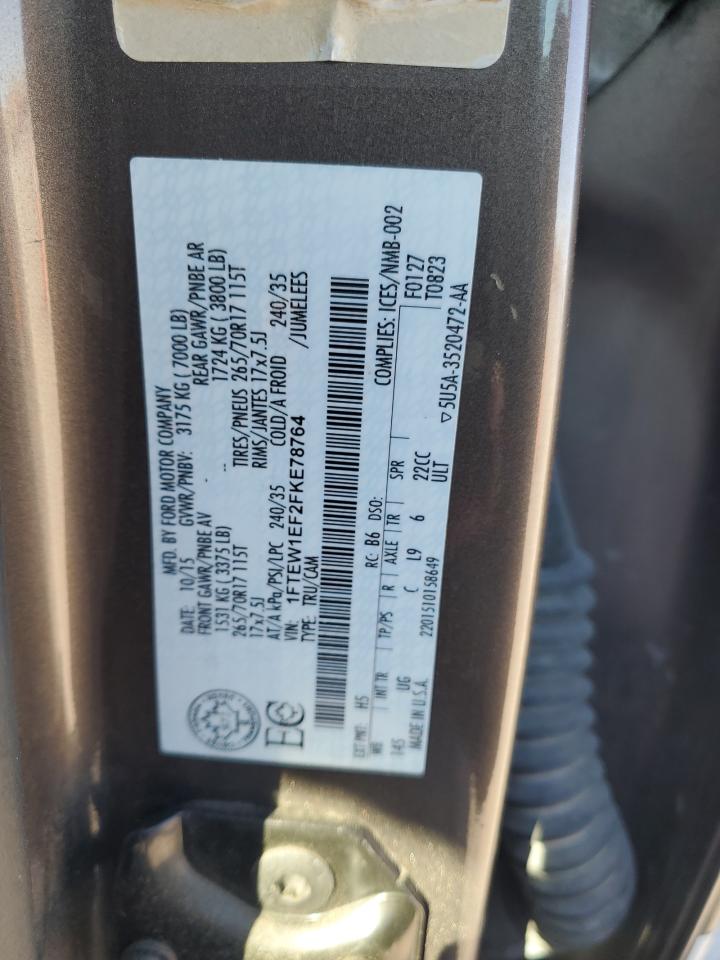 MFD. BY FORD MOTOR COMPANY
DATE: 10/15 GVWR/PNBV: 3175 KG ( 7000 LB)
FRONT GAWR/PNBE AV REAR GAWR/PNBE AR
1531 KG ( 3375 LB) 1724 KG ( 3800 LB)
265/70R17 115T TIRES/PNEUS 265/70R17 115T
17x7.5J RIMS/JANTES 17x7.5J
AT/A kPa/PSI/LPC 240/35 COLD/A FROID 240/35
VIN: 1FTEW1EF2FKE78764 /JUMELEES
TYPE: TRU/CAM
EC
COMPLIES: ICES/NMB-002
EXT PNT: H5 RC: B6 DSO: F0127
WB INT TR TP/PS R AXLE TR SPR T0823
145 UG C L9 6 22CC ▽5U5A-3520472-AA
MADE IN U.S.A. 2201510158649 ULT